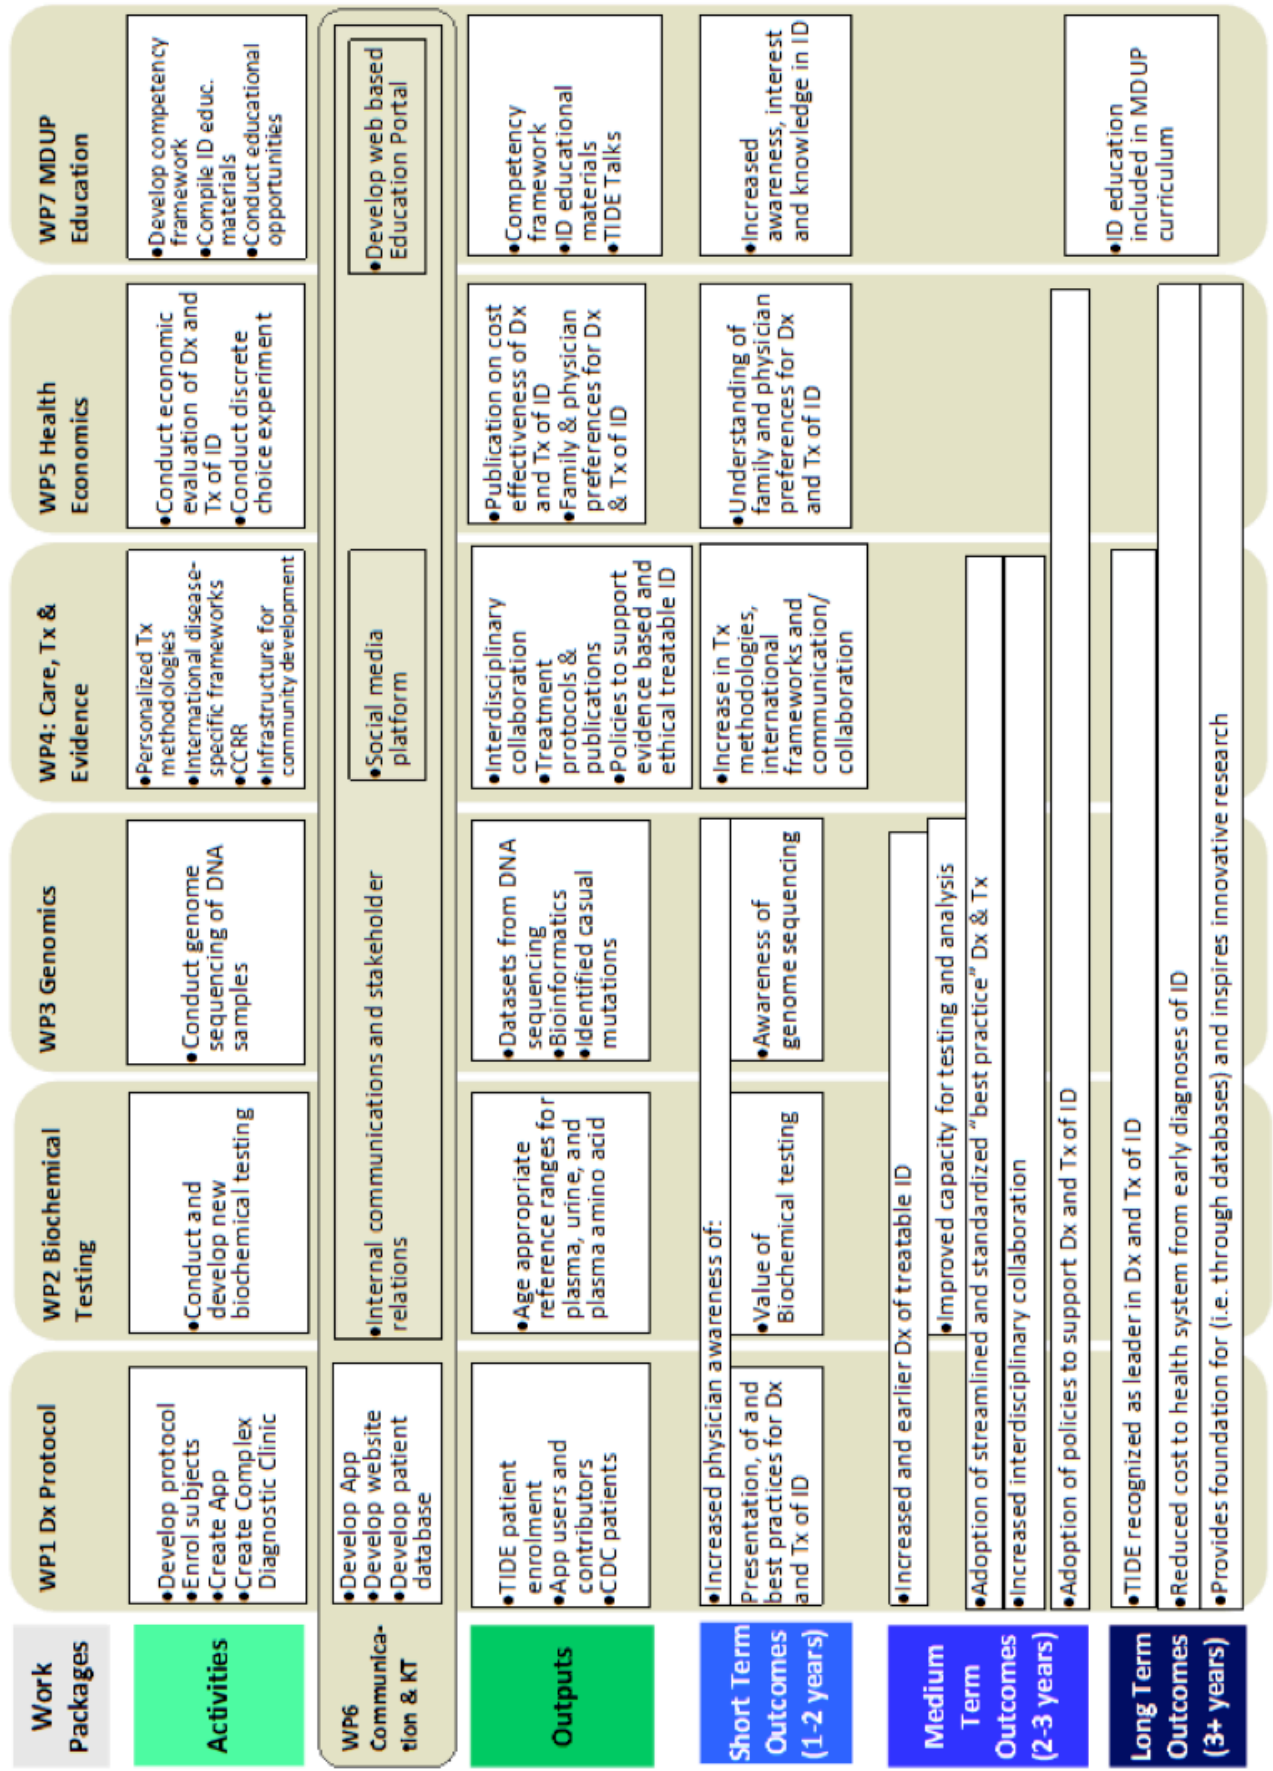 Work
Packages
WP1 Dx Protocol
WP2 Biochemical
Testing
WP3 Genomics
WP4: Care, Tx &
Evidence
WP5 Health
Economics
WP7 MDUP
Education
Activities
•Develop protocol
•Enrol subjects
•Create App
•Create Complex
Diagnostic Clinic
•Conduct and
develop new
biochemical testing
•Conduct genome
sequencing of DNA
samples
•Personalized Tx
methodologies
•International disease-
specific frameworks
•CCRR
•Infrastructure for
community development
•Conduct economic
evaluation of Dx and
Tx of ID
•Conduct discrete
choice experiment
•Develop competency
framework
•Compile ID educ.
materials
•Conduct educational
opportunities
WP6
Communica-
tion & KT
•Develop App
•Develop website
•Develop patient
database
•Internal communications and stakeholder
relations
•Social media
platform
•Develop web based
Education Portal
Outputs
•TIDE patient
enrolment
•App users and
contributors
•CDC patients
•Age appropriate
reference ranges for
plasma, urine, and
plasma amino acid
•Datasets from DNA
sequencing
•Bioinformatics
•Identified casual
mutations
•Interdisciplinary
collaboration
•Treatment
protocols &
publications
•Policies to support
evidence based and
ethical treatable ID
•Publication on cost
effectiveness of Dx
and Tx of ID
•Family & physician
preferences for Dx
& Tx of ID
•Competency
framework
•ID educational
materials
•TIDE Talks
Short Term
Outcomes
(1-2 years)
•Increased physician awareness of:
Presentation, of and
best practices for Dx
and Tx of ID
•Value of
Biochemical testing
•Awareness of
genome sequencing
•Increase in Tx
methodologies,
international
frameworks and
communication/
collaboration
•Understanding of
family and physician
preferences for Dx
and Tx of ID
•Increased
awareness, interest
and knowledge in ID
Medium
Term
Outcomes
(2-3 years)
•Increased and earlier Dx of treatable ID
•Improved capacity for testing and analysis
•Adoption of streamlined and standardized “best practice” Dx & Tx
•Increased interdisciplinary collaboration
•Adoption of policies to support Dx and Tx of ID
Long Term
Outcomes
(3+ years)
•TIDE recognized as leader in Dx and Tx of ID
•Reduced cost to health system from early diagnoses of ID
•Provides foundation for (i.e. through databases) and inspires innovative research
•ID education
included in MDUP
curriculum